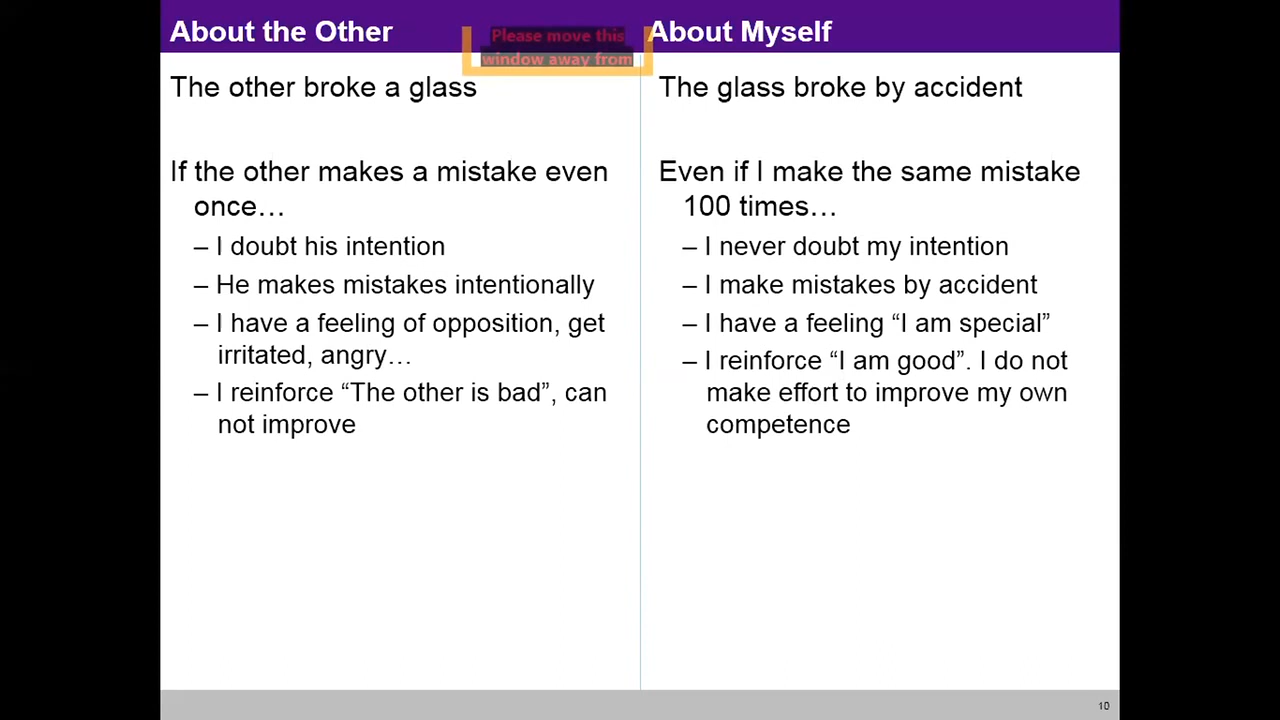 About the Other
Please move this
window away from
About Myself
The other broke a glass
If the other makes a mistake even
once…
– I doubt his intention
– He makes mistakes intentionally
– I have a feeling of opposition, get
irritated, angry…
– I reinforce “The other is bad”, can
not improve
The glass broke by accident
Even if I make the same mistake
100 times…
– I never doubt my intention
– I make mistakes by accident
– I have a feeling “I am special”
– I reinforce “I am good”. I do not
make effort to improve my own
competence
10